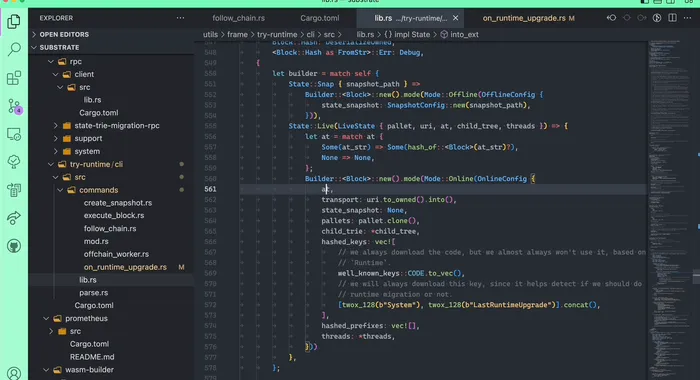 lib.rs — substrate
EXPLORER
OPEN EDITORS
SUBSTRATE
rpc
client
src
lib.rs
Cargo.toml
state-trie-migration-rpc
support
system
try-runtime/cli
src
commands
create_snapshot.rs
execute_block.rs
follow_chain.rs
mod.rs
offchain_worker.rs
on_runtime_upgrade.rs M
lib.rs
parse.rs
Cargo.toml
prometheus
src
Cargo.toml
README.md
wasm-builder
follow_chain.rs
Cargo.toml
lib.rs .../try-runtime/...
on_runtime_upgrade.rs M
utils > frame > try-runtime > cli > src > lib.rs > impl State > into_ext
Block::Hash: DeserializeOwned,
<Block::Hash as FromStr>::Err: Debug,
549 {
550 let builder = match self {
551 State::Snap { snapshot_path } =>
552 Builder::<Block>::new().mode(Mode::Offline(OfflineConfig {
553 state_snapshot: SnapshotConfig::new(snapshot_path),
554 })),
555 State::Live(LiveState { pallet, uri, at, child_tree, threads }) => {
556 let at = match at {
557 Some(at_str) => Some(hash_of::<Block>(at_str)?),
558 None => None,
559 };
560 Builder::<Block>::new().mode(Mode::Online(OnlineConfig {
561 at,
562 transport: uri.to_owned().into(),
563 state_snapshot: None,
564 pallets: pallet.clone(),
565 child_trie: *child_tree,
566 hashed_keys: vec![
567 // we always download the code, but we almost always won't use it, based on
568 // `Runtime`.
569 well_known_keys::CODE.to_vec(),
570 // we will always download this key, since it helps detect if we should do
571 // runtime migration or not.
572 [twox_128(b"System"), twox_128(b"LastRuntimeUpgrade")].concat(),
573 ],
574 hashed_prefixes: vec![],
575 threads: *threads,
576 }))
577 },
578 };